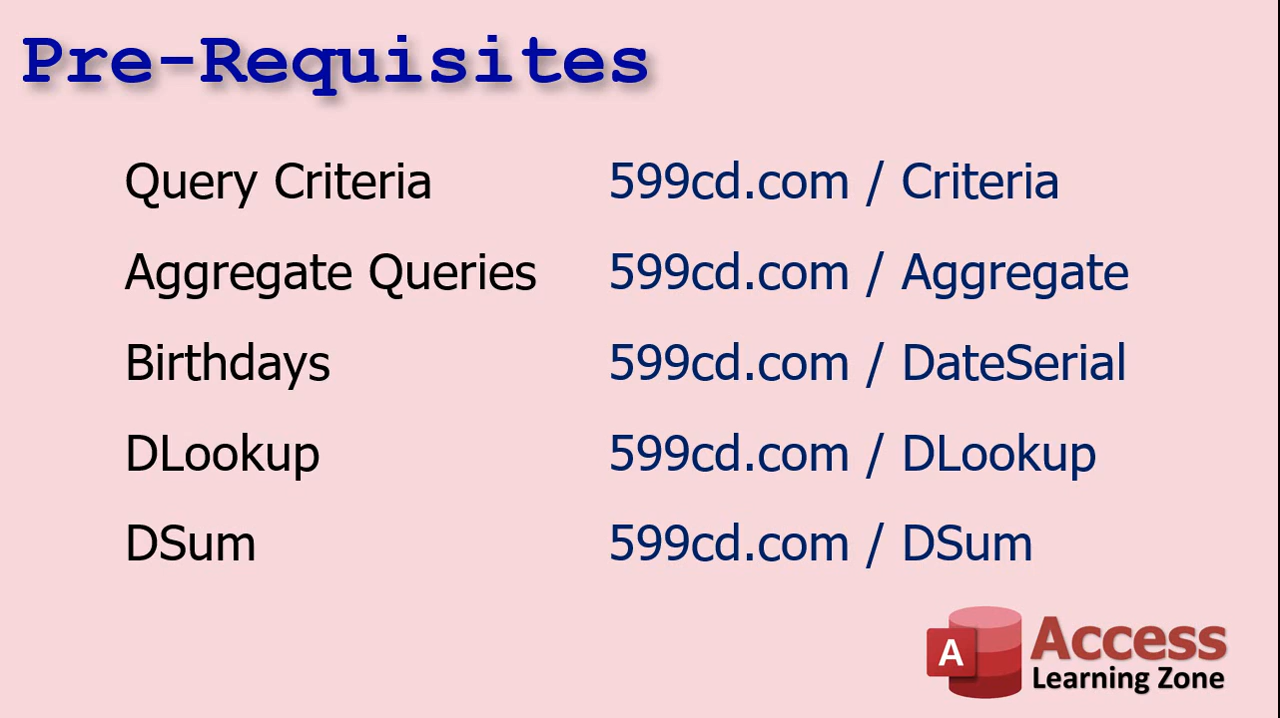 Pre-Requisites
Query Criteria 599cd.com / Criteria
Aggregate Queries 599cd.com / Aggregate
Birthdays 599cd.com / DateSerial
DLookup 599cd.com / DLookup
DSum 599cd.com / DSum
A Access
Learning Zone